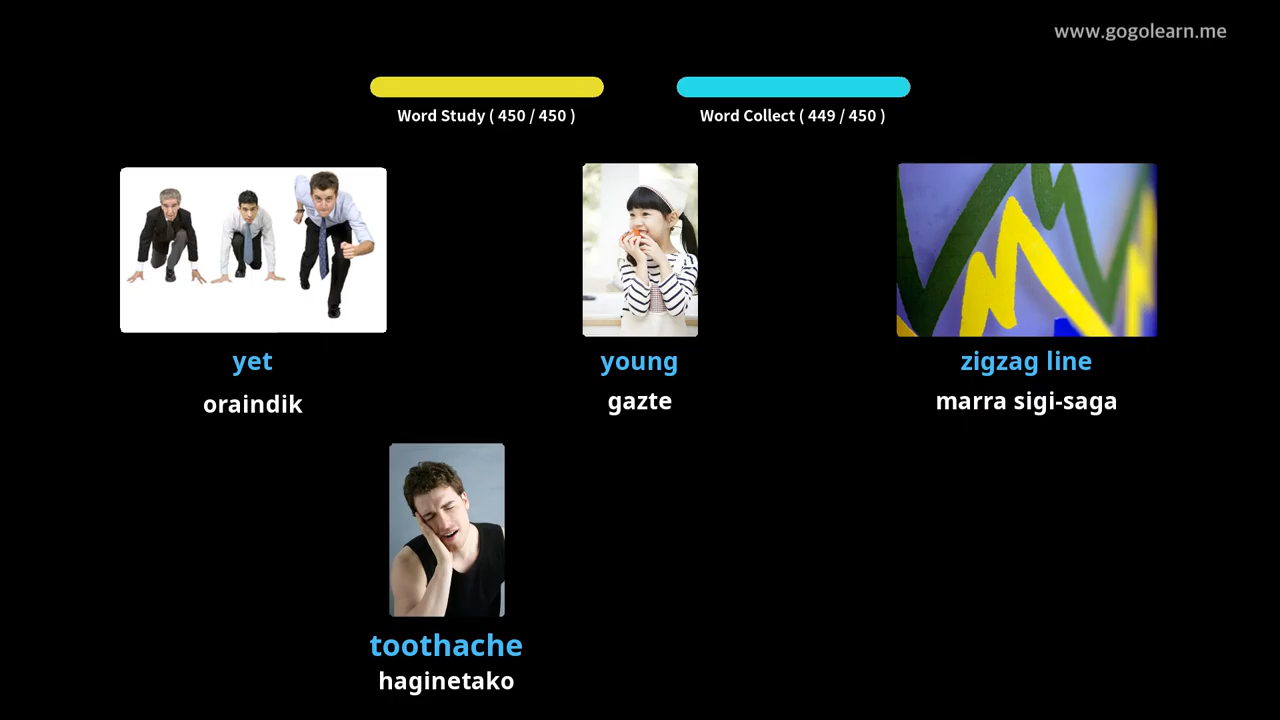 www.gogolearn.me
Word Study ( 450 / 450 )
Word Collect ( 449 / 450 )
yet
oraindik
young
gazte
zigzag line
marra sigi-saga
toothache
haginetako